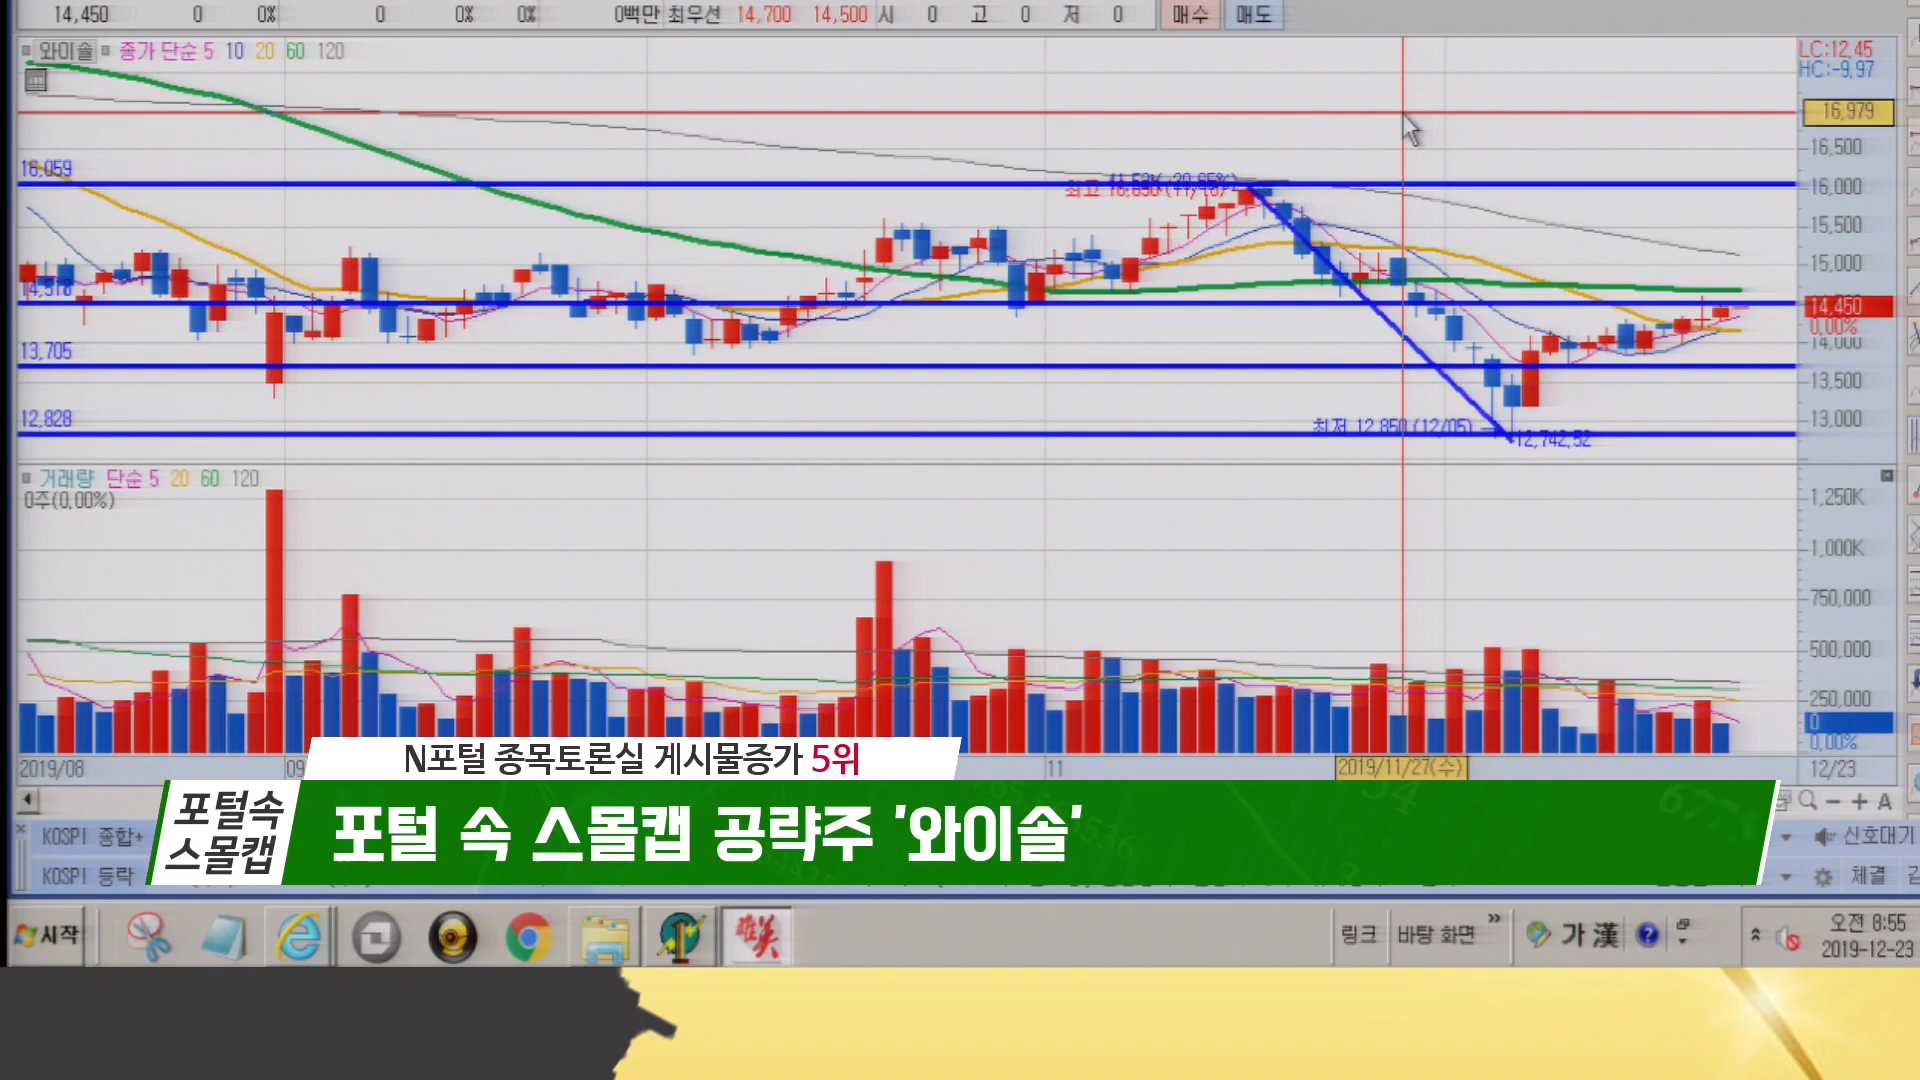 14,450 0 0% 0 0% 0% 0백만 최우선 14,700 14,500 시 0 고 0 저 0 매수 매도
와이솔 종가 단순 5 10 20 60 120
LC:12,45
HC:-9,97
16,979
16,500
16,059
16,000
15,500
15,000
14,518
14,450
0,00%
14,000
13,705
13,500
12,828
13,000
최저 12,850 (12/05)
12,742,52
거래량 단순 5 20 60 120
0주(0,00%)
1,250K
1,000K
750,000
500,000
250,000
0
0,00%
2019/08 09 11 2019/11/27(수) 12/23
N포털 종목토론실 게시물증가 5위
포털속
스몰캡
포털 속 스몰캡 공략주 '와이솔'
KOSPI 종합
신호대기
KOSPI 등락
체결
시작
링크 바탕 화면 » 가 漢
오전 8:55
2019-12-23